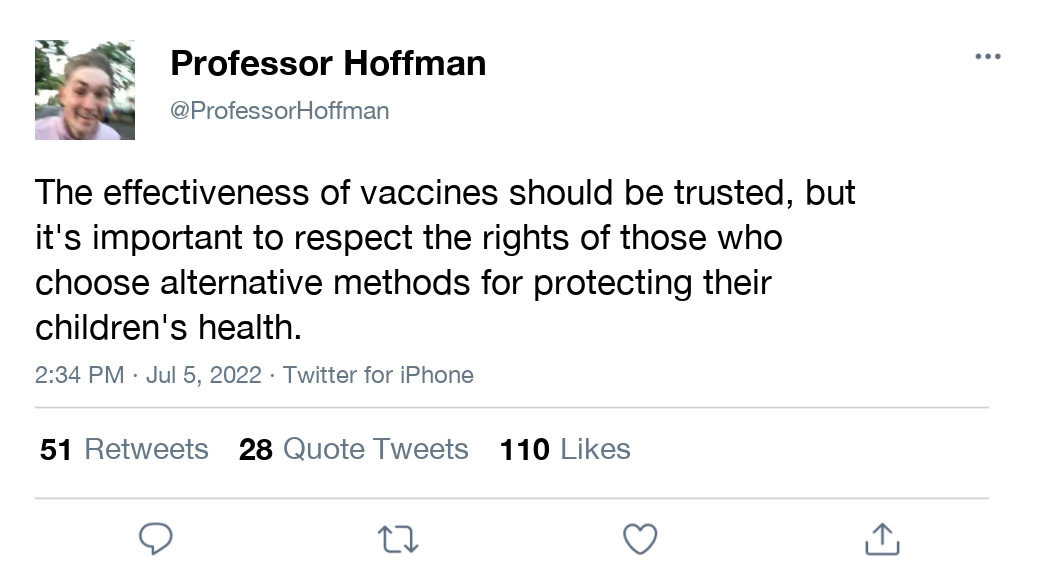 Professor Hoffman
@ProfessorHoffman
The effectiveness of vaccines should be trusted, but
it's important to respect the rights of those who
choose alternative methods for protecting their
children's health.
2:34 PM · Jul 5, 2022 · Twitter for iPhone
51 Retweets 28 Quote Tweets 110 Likes